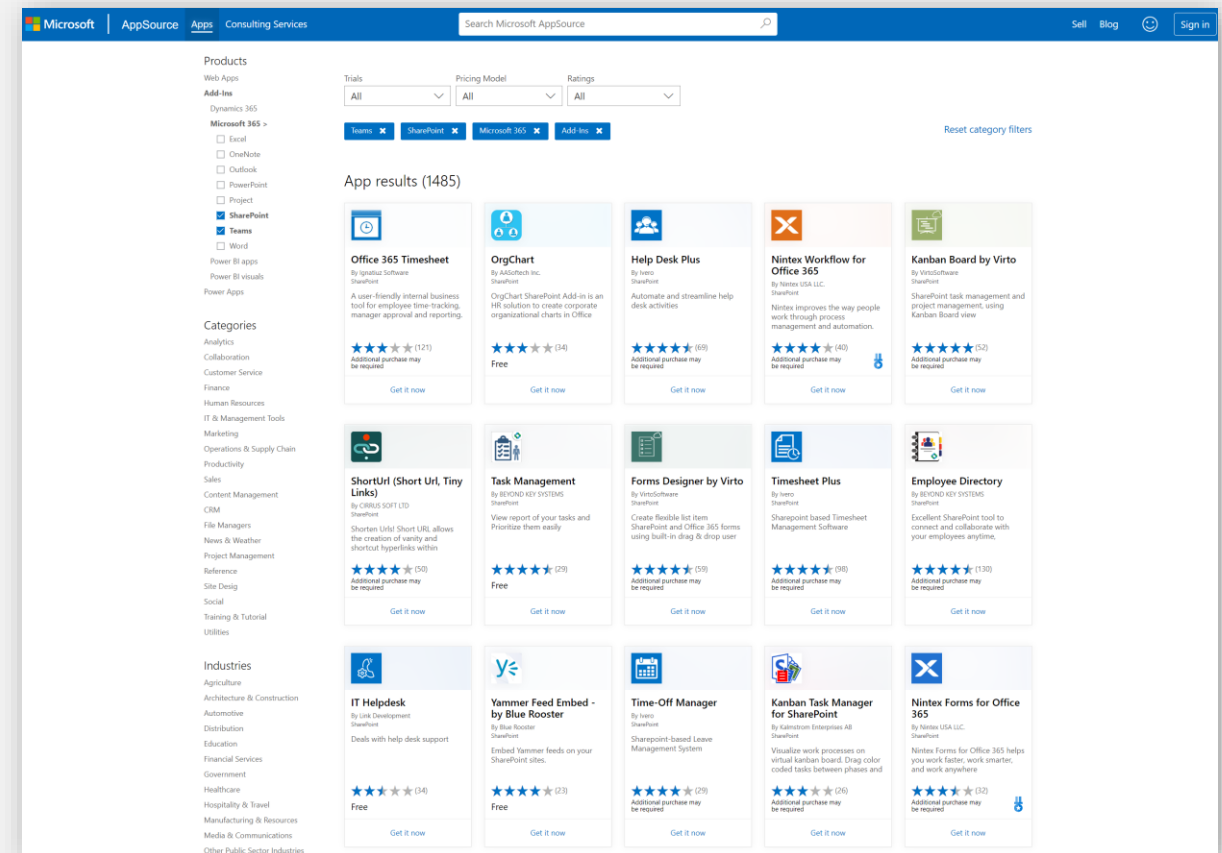 Microsoft
AppSource
Apps
Consulting Services
Search Microsoft AppSource
Sell
Blog
Sign in
Products
Web Apps
Add-Ins
Dynamics 365
Microsoft 365 >
Excel
OneNote
Outlook
PowerPoint
Project
SharePoint
Teams
Word
Power BI apps
Power BI visuals
Power Apps
Categories
Analytics
Collaboration
Customer Service
Finance
Human Resources
IT & Management Tools
Marketing
Operations & Supply Chain
Productivity
Sales
Content Management
CRM
File Managers
News & Weather
Project Management
Reference
Site Desig
Social
Training & Tutorial
Utilities
Industries
Agriculture
Architecture & Construction
Automotive
Distribution
Education
Financial Services
Government
Healthcare
Hospitality & Travel
Manufacturing & Resources
Media & Communications
Other Public Sector Industries
Trials
Pricing Model
Ratings
All
All
All
Teams
SharePoint
Microsoft 365
Add-Ins
Reset category filters
App results (1485)
Office 365 Timesheet
By Ignatiuz Software
SharePoint
A user-friendly internal business
tool for employee time-tracking,
manager approval and reporting.
(121)
Additional purchase may
be required
Get it now
OrgChart
By AASoftech Inc.
SharePoint
OrgChart SharePoint Add-in is an
HR solution to create corporate
organizational charts in Office
(34)
Free
Get it now
Help Desk Plus
By Ivero
SharePoint
Automate and streamline help
desk activities
(69)
Additional purchase may
be required
Get it now
Nintex Workflow for
Office 365
By Nintex USA LLC.
SharePoint
Nintex improves the way people
work through process
management and automation.
(40)
Additional purchase may
be required
Get it now
Kanban Board by Virto
By VirtoSoftware
SharePoint
SharePoint task management and
project management, using
Kanban Board view
(52)
Additional purchase may
be required
Get it now
ShortUrl (Short Url, Tiny
Links)
By CIRRUS SOFT LTD
SharePoint
Shorten Urls! Short URL allows
the creation of vanity and
shortcut hyperlinks within
(50)
Additional purchase may
be required
Get it now
Task Management
By BEYOND KEY SYSTEMS
SharePoint
View report of your tasks and
Prioritize them easily
(29)
Free
Get it now
Forms Designer by Virto
By VirtoSoftware
SharePoint
Create flexible list item
SharePoint and Office 365 forms
using built-in drag & drop user
(59)
Additional purchase may
be required
Get it now
Timesheet Plus
By Ivero
SharePoint
Sharepoint based Timesheet
Management Software
(98)
Additional purchase may
be required
Get it now
Employee Directory
By BEYOND KEY SYSTEMS
SharePoint
Excellent SharePoint tool to
connect and collaborate with
your employees anytime,
(130)
Additional purchase may
be required
Get it now
IT Helpdesk
By Link Development
SharePoint
Deals with help desk support
(34)
Free
Get it now
Yammer Feed Embed -
by Blue Rooster
By Blue Rooster
SharePoint
Embed Yammer feeds on your
SharePoint sites.
(23)
Free
Get it now
Time-Off Manager
By Ivero
SharePoint
Sharepoint-based Leave
Management System
(29)
Additional purchase may
be required
Get it now
Kanban Task Manager
for SharePoint
By Kalmstrom Enterprises AB
SharePoint
Visualize work processes on
virtual kanban board. Drag color
coded tasks between phases and
(26)
Additional purchase may
be required
Get it now
Nintex Forms for Office
365
By Nintex USA LLC.
SharePoint
Nintex Forms for Office 365 helps
you work faster, work smarter,
and work anywhere
(32)
Additional purchase may
be required
Get it now